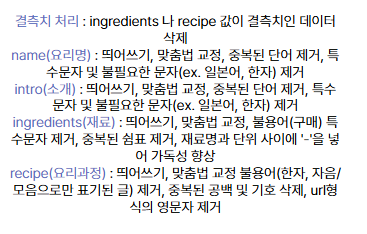 결측치 처리 : ingredients 나 recipe 값이 결측치인 데이터
삭제
name(요리명) : 띄어쓰기, 맞춤법 교정, 중복된 단어 제거, 특
수문자 및 불필요한 문자(ex. 일본어, 한자) 제거
intro(소개) : 띄어쓰기, 맞춤법 교정, 중복된 단어 제거, 특수
문자 및 불필요한 문자(ex. 일본어, 한자) 제거
ingredients(재료) : 띄어쓰기, 맞춤법 교정, 불용어(구매) 특
수문자 제거, 중복된 쉼표 제거, 재료명과 단위 사이에 '-'을 넣
어 가독성 향상
recipe(요리과정) : 띄어쓰기, 맞춤법 교정 불용어(한자, 자음/
모음으로만 표기된 글) 제거, 중복된 공백 및 기호 삭제, url형
식의 영문자 제거